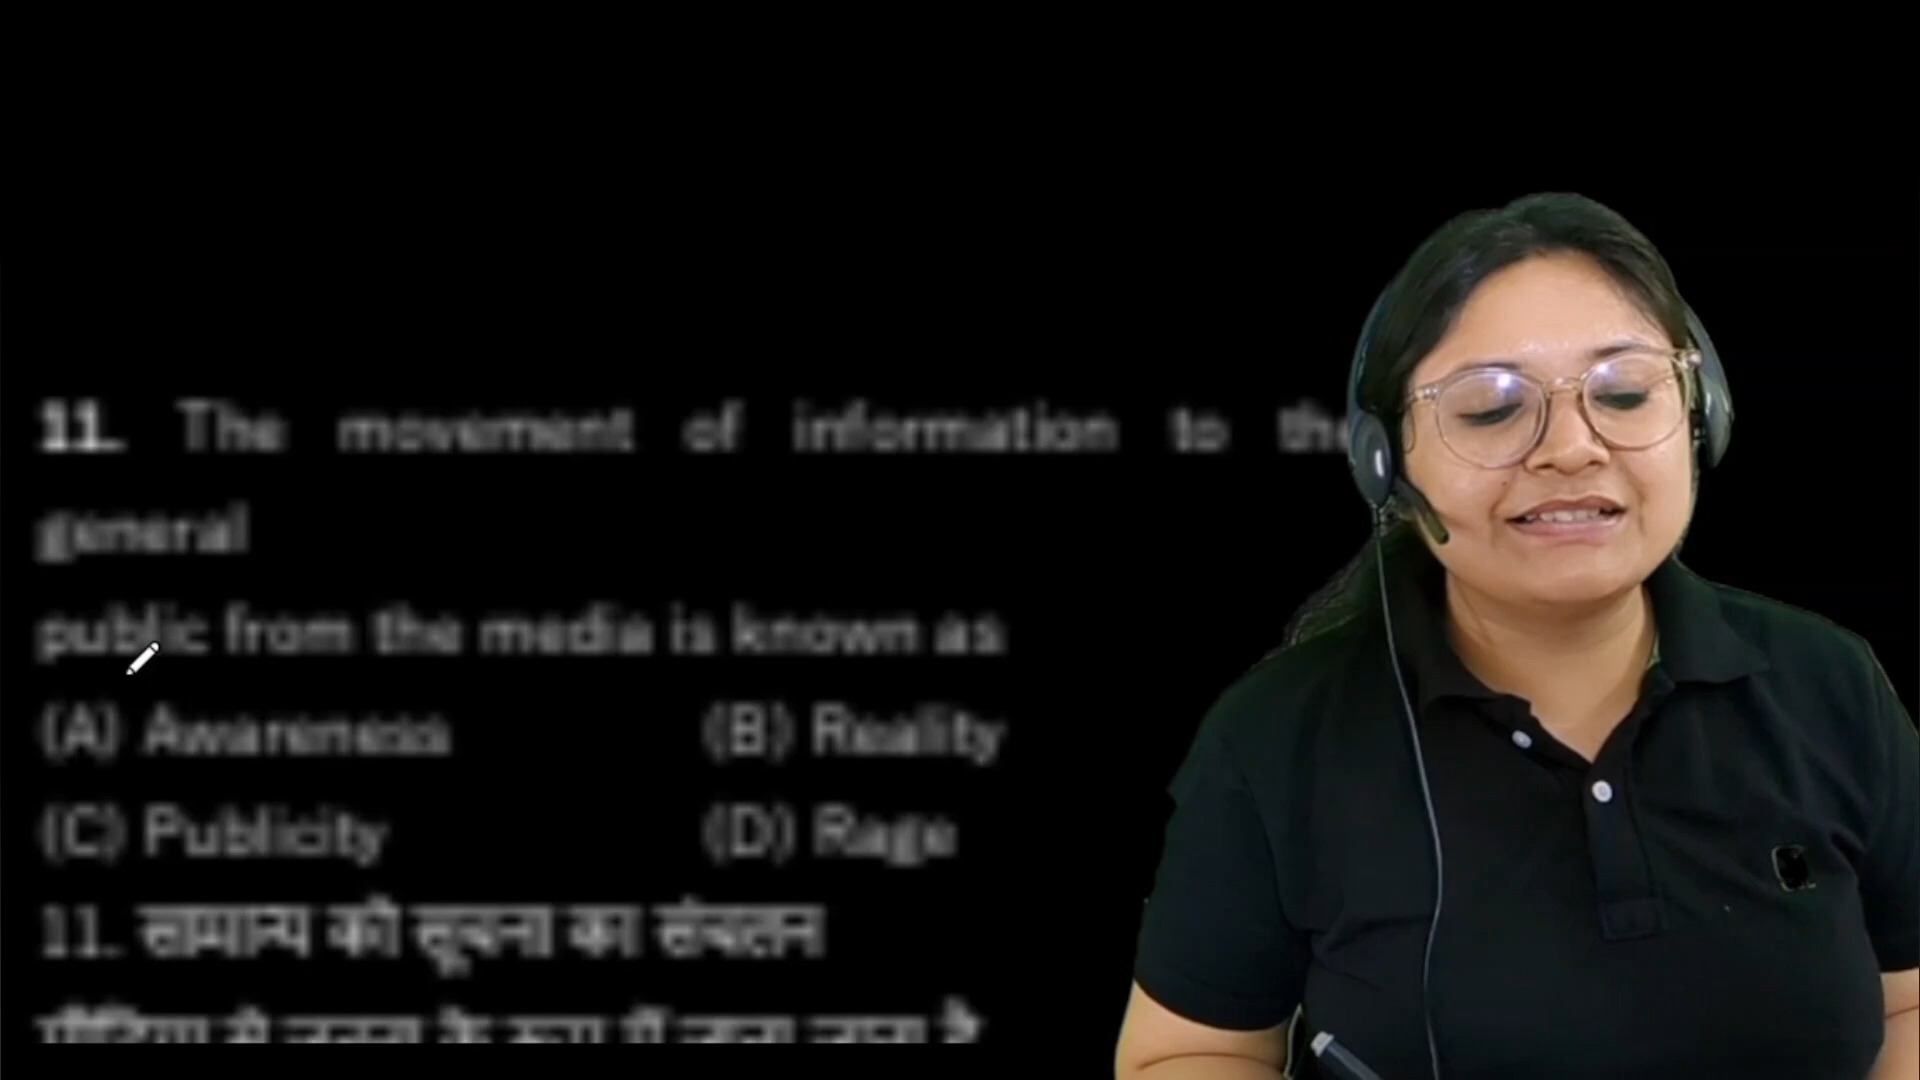 11. The movement of information to the
general
public from the media is known as
(A) Awareness (B) Reality
(C) Publicity (D) Rage
11. सामान्य को सूचना का संचलन
मीडिया से जनता के रूप में जाना जाता है